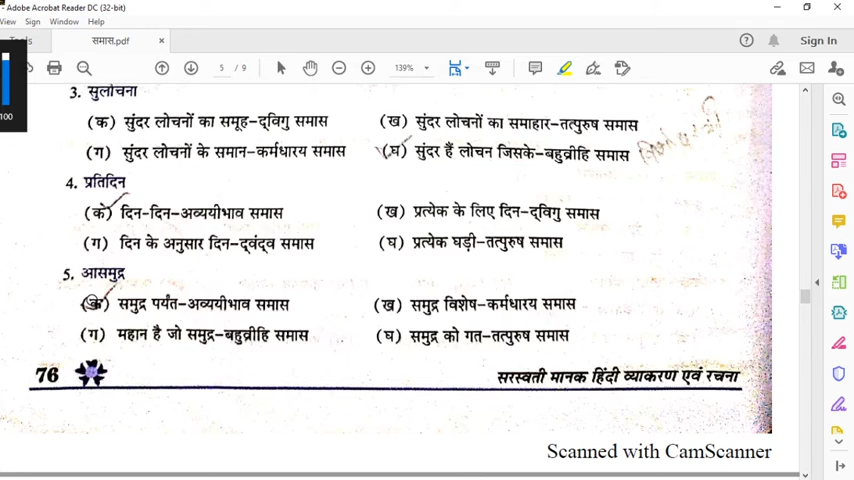 - Adobe Acrobat Reader DC (32-bit)
View Sign Window Help
Tools समास.pdf × Sign In
5 / 9 139%
100
3. सुलोचना
(क) सुंदर लोचनों का समूह-द्विगु समास (ख) सुंदर लोचनों का समाहार-तत्पुरुष समास
(ग) सुंदर लोचनों के समान-कर्मधारय समास (घ) सुंदर हैं लोचन जिसके-बहुव्रीहि समास
4. प्रतिदिन
(क) दिन-दिन-अव्ययीभाव समास (ख) प्रत्येक के लिए दिन-द्विगु समास
(ग) दिन के अनुसार दिन-द्वंद्व समास (घ) प्रत्येक घड़ी-तत्पुरुष समास
5. आसमुद्र
(क) समुद्र पर्यंत-अव्ययीभाव समास (ख) समुद्र विशेष-कर्मधारय समास
(ग) महान है जो समुद्र-बहुव्रीहि समास (घ) समुद्र को गत-तत्पुरुष समास
76 सरस्वती मानक हिंदी व्याकरण एवं रचना
Scanned with CamScanner